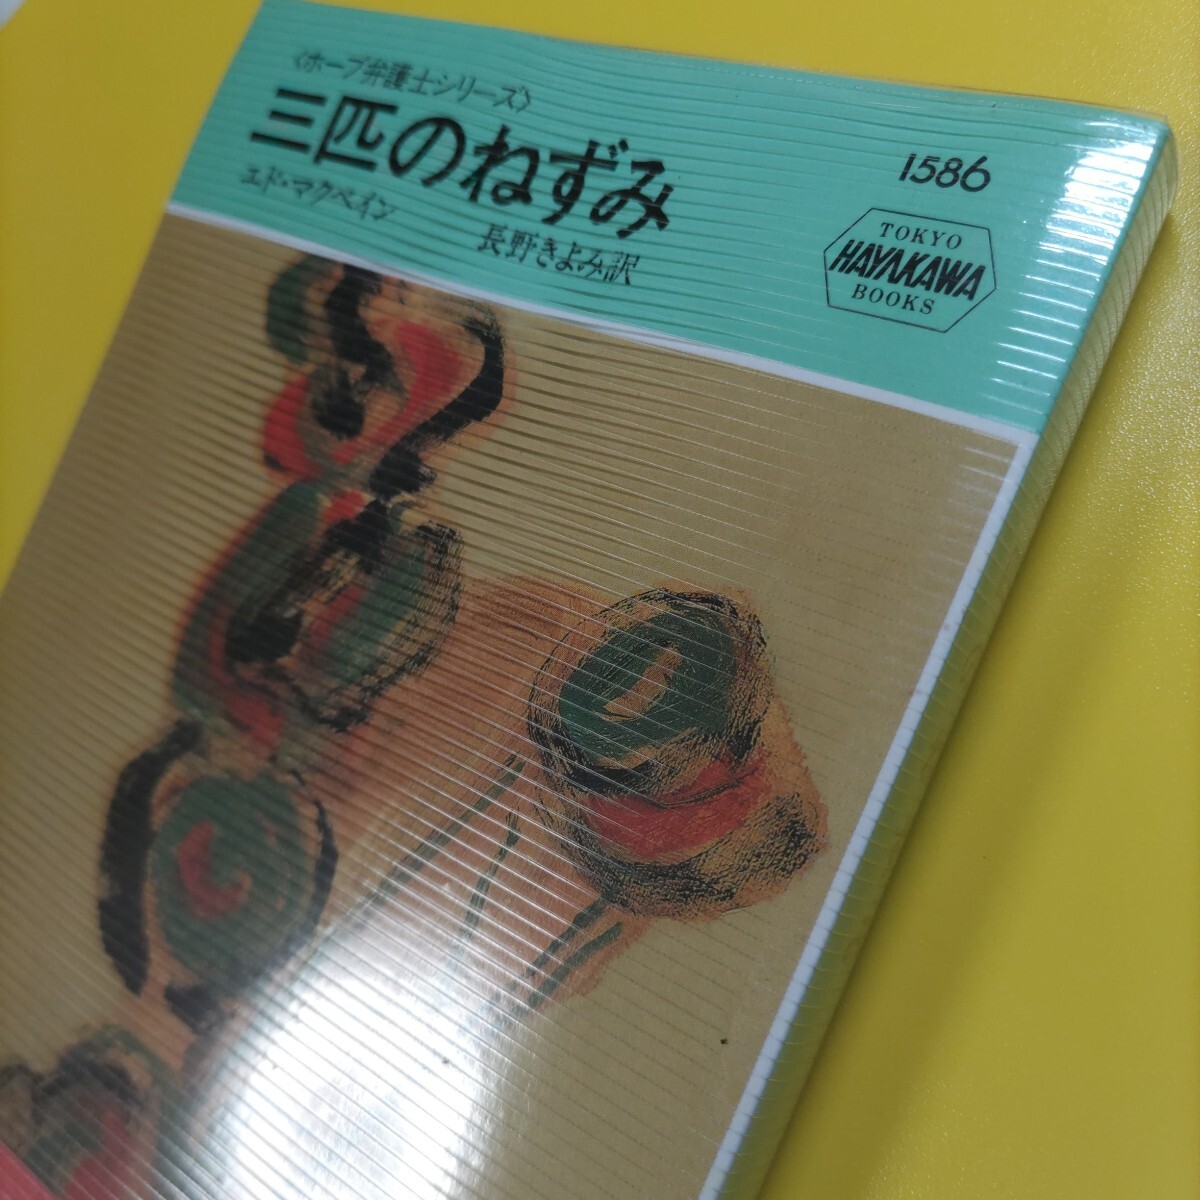 〈ホープ弁護士シリーズ〉
三匹のねずみ
エド・マクベイン
長野きよみ訳
1586
TOKYO
HAYAKAWA
BOOKS